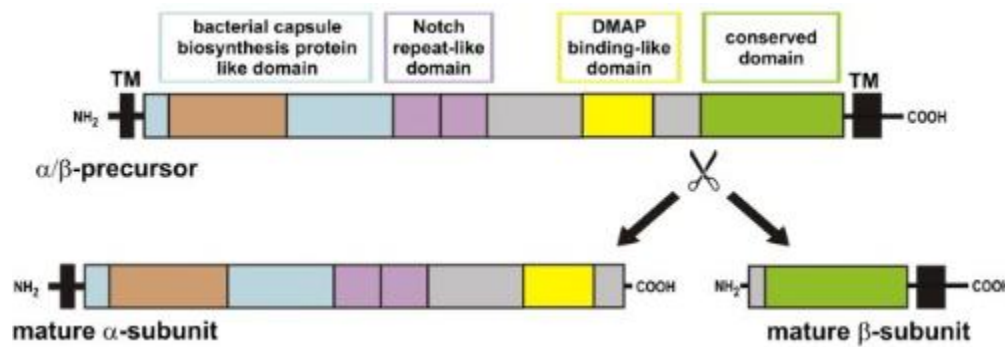 bacterial capsule
biosynthesis protein
like domain
Notch
repeat-like
domain
DMAP
binding-like
domain
conserved
domain
TM
TM
NH2
COOH
α/β-precursor
NH2
COOH
NH2
COOH
mature α-subunit
mature β-subunit